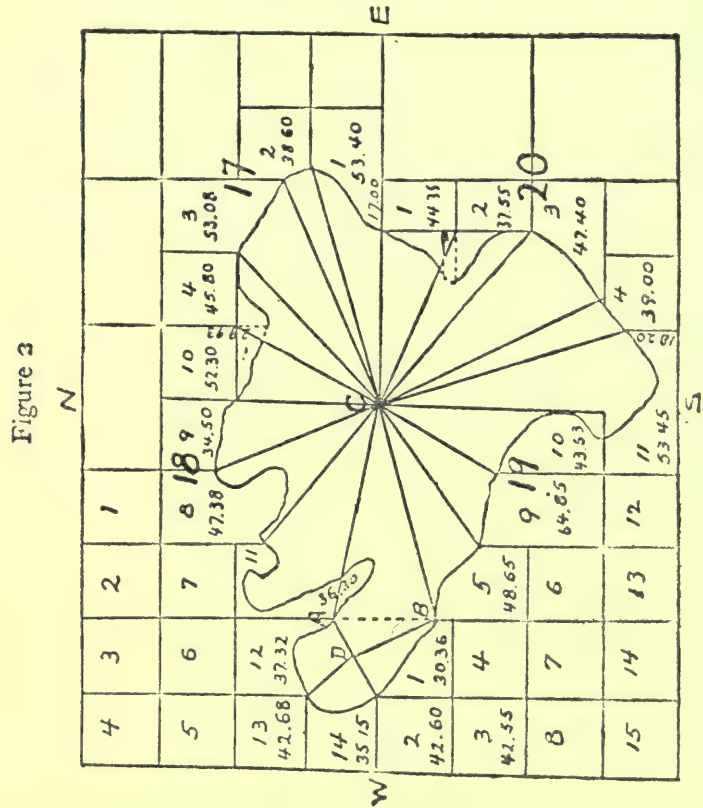 Figure 3
N
4 3 2 1
18 17
5 6 7 8 9 10 4 3
47.38 34.50 52.30 45.80 53.08
13 12 11 2
42.68 37.32 38.60
14 A 1
35.15 53.40
D
17.00
W C E
2 1 B 1
42.60 30.36 44.35
3 4 5 2
42.55 48.65 37.55
19 20
8 7 6 9 10 3
64.85 43.53 47.40
15 14 13 12 11 4
53.45 18.20 39.00
S